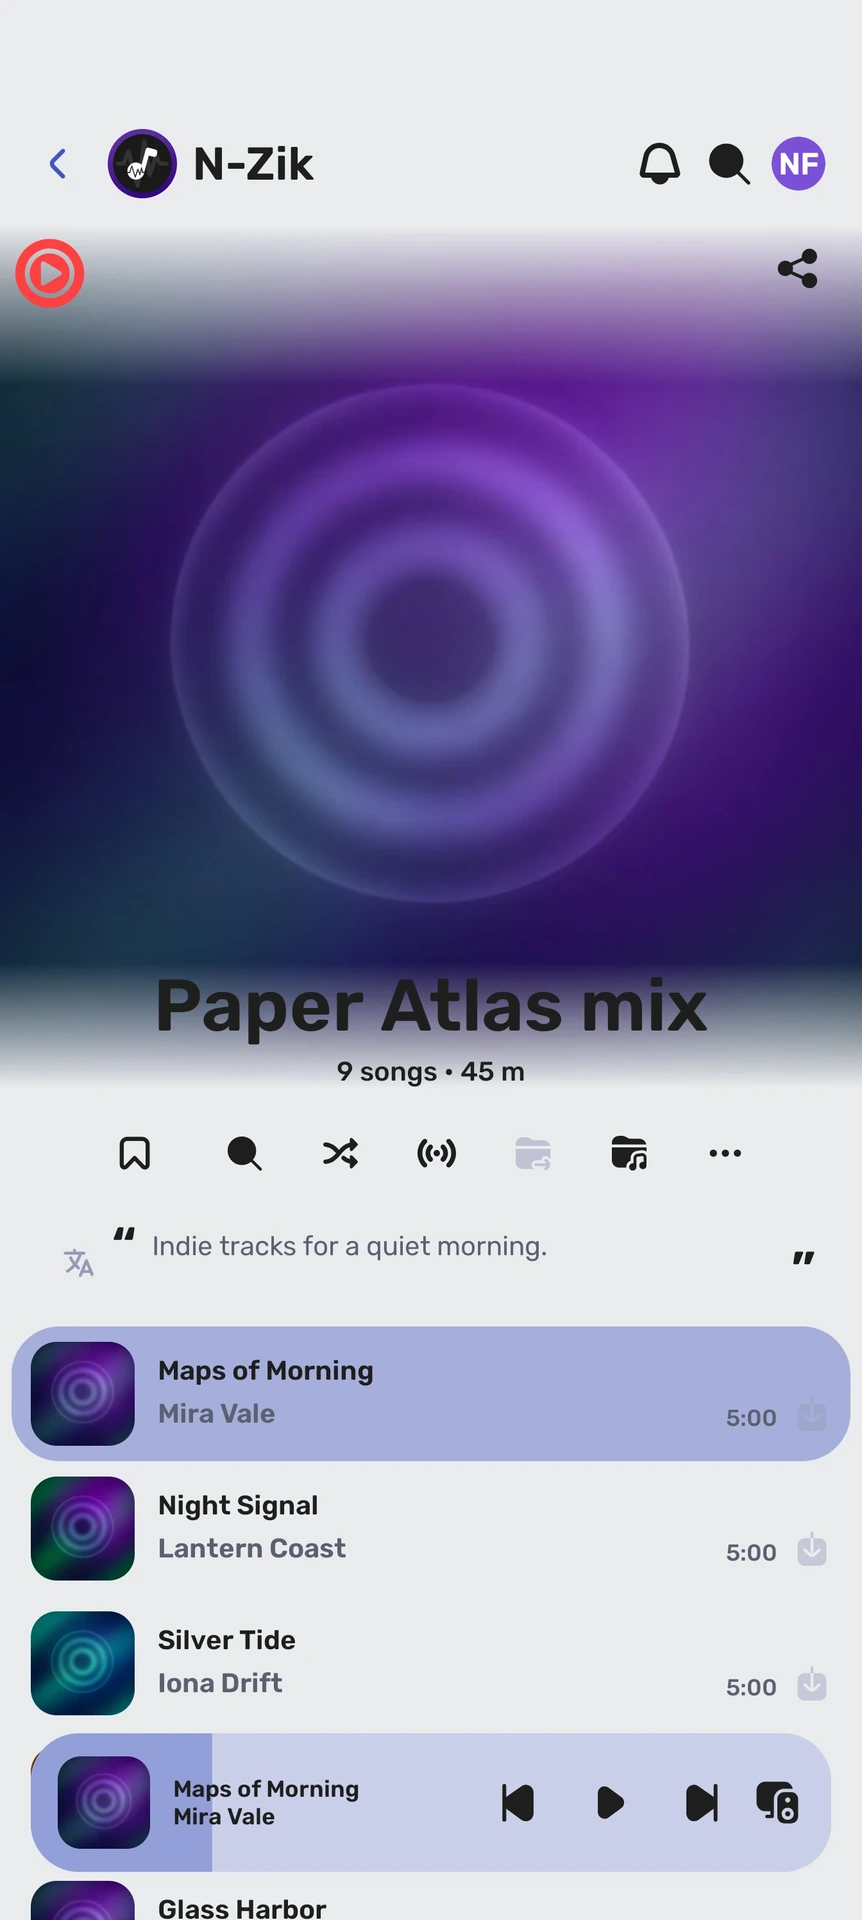 N-Zik
NF
Paper Atlas mix
9 songs • 45 m
“ Indie tracks for a quiet morning. ”
Maps of Morning
Mira Vale
5:00
Night Signal
Lantern Coast
5:00
Silver Tide
Iona Drift
5:00
Maps of Morning
Mira Vale
Glass Harbor